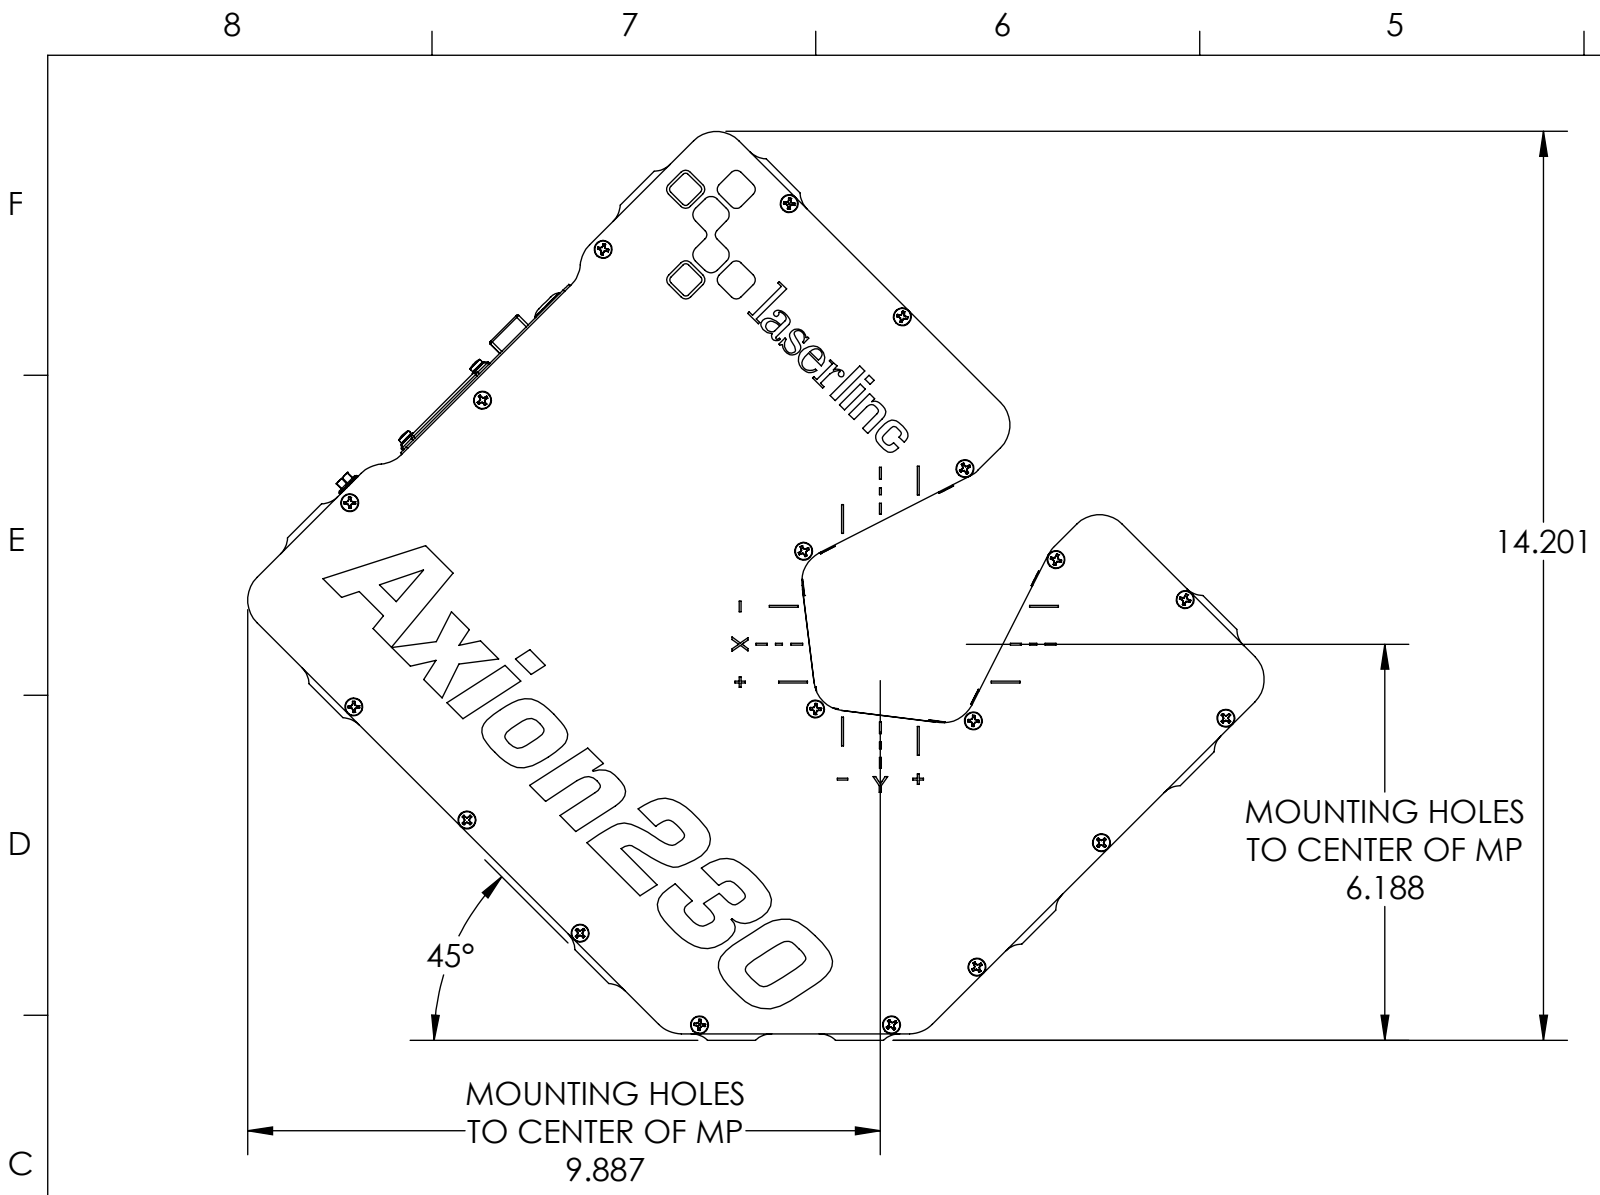 8 7 6 5
F
laserlinc
E
14.201
Axion230
-
X
+
- Y +
MOUNTING HOLES
TO CENTER OF MP
6.188
D
45°
MOUNTING HOLES
TO CENTER OF MP
9.887
C